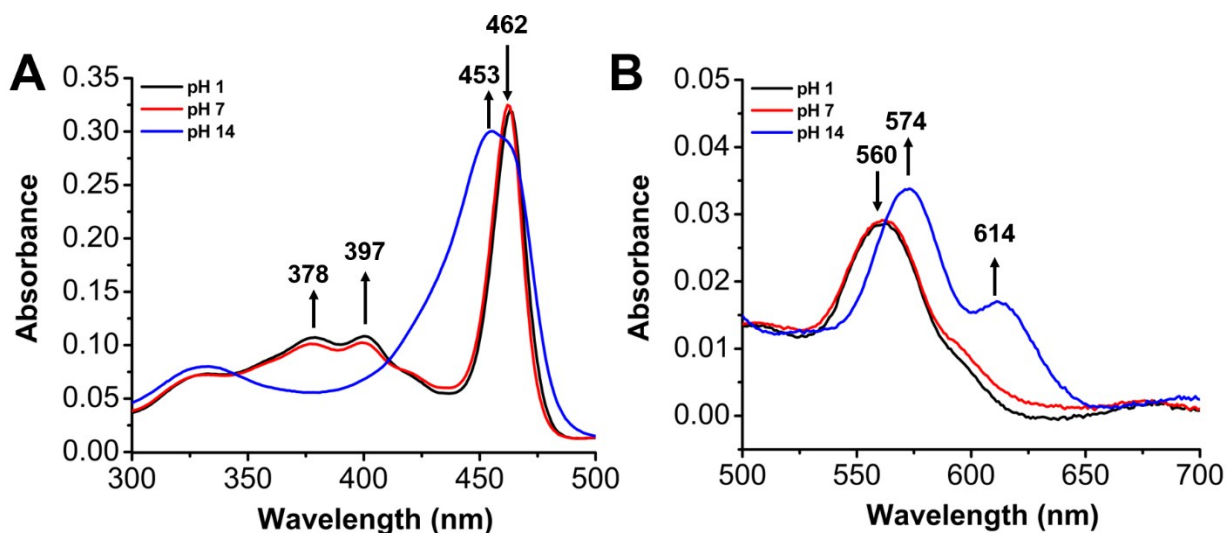 A
Absorbance
0.35
0.30
0.25
0.20
0.15
0.10
0.05
0.00
pH 1
pH 7
pH 14
378
397
453
462
300 350 400 450 500
Wavelength (nm)
B
Absorbance
0.05
0.04
0.03
0.02
0.01
0.00
pH 1
pH 7
pH 14
560
574
614
500 550 600 650 700
Wavelength (nm)